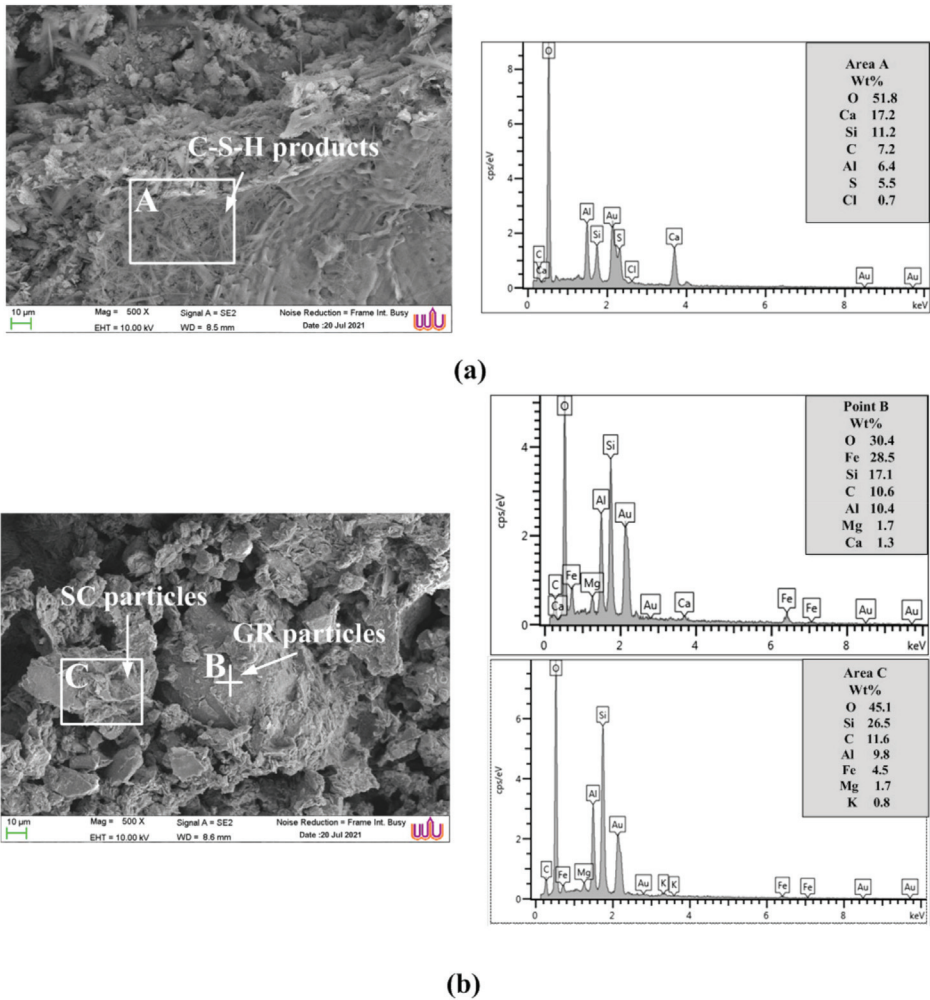 C-S-H products
A
10 µm
Mag = 500 X
Signal A = SE2
Noise Reduction = Frame Int. Busy
EHT = 10.00 kV
WD = 8.5 mm
Date :20 Jul 2021
cps/eV
8
6
4
2
0
O
C
Ca
Al
Si
Au
S
Cl
Ca
Au
Au
0
2
4
6
8
keV
Area A
Wt%
O 51.8
Ca 17.2
Si 11.2
C 7.2
Al 6.4
S 5.5
Cl 0.7
(a)
SC particles
GR particles
C
B
10 µm
Mag = 500 X
Signal A = SE2
Noise Reduction = Frame Int. Busy
EHT = 10.00 kV
WD = 8.6 mm
Date :20 Jul 2021
cps/eV
4
2
0
O
C
Ca
Fe
Mg
Al
Si
Au
Au
Ca
Fe
Fe
Au
Au
0
2
4
6
8
keV
Point B
Wt%
O 30.4
Fe 28.5
Si 17.1
C 10.6
Al 10.4
Mg 1.7
Ca 1.3
cps/eV
6
4
2
0
O
C
Fe
Mg
Al
Si
Au
Au
K
K
Fe
Fe
Au
Au
0
2
4
6
8
keV
Area C
Wt%
O 45.1
Si 26.5
C 11.6
Al 9.8
Fe 4.5
Mg 1.7
K 0.8
(b)